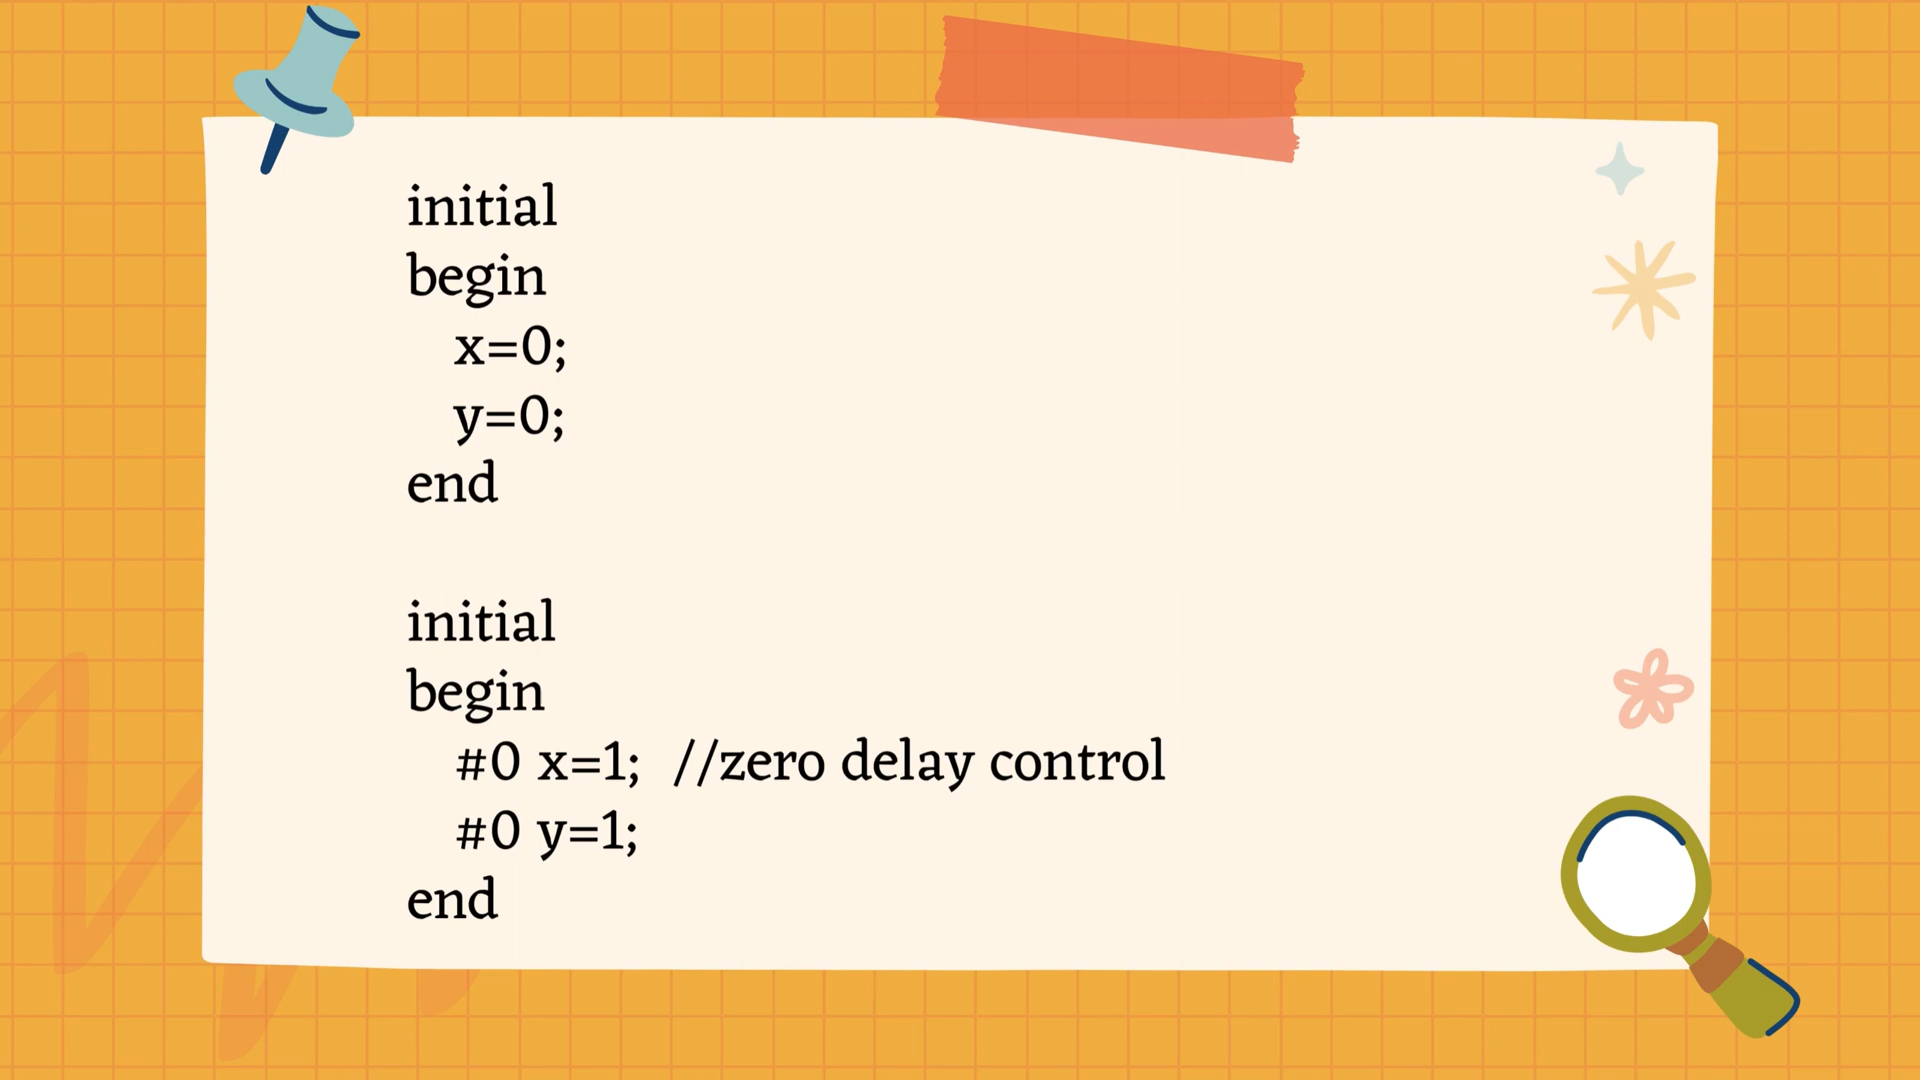 initial
begin
x=0;
y=0;
end
initial
begin
#0 x=1; //zero delay control
#0 y=1;
end